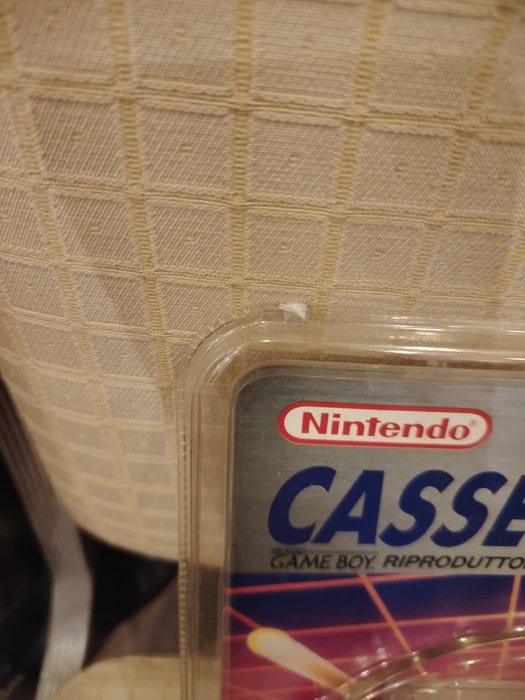 Nintendo®
CASSE
GAME BOY RIPRODUTTO